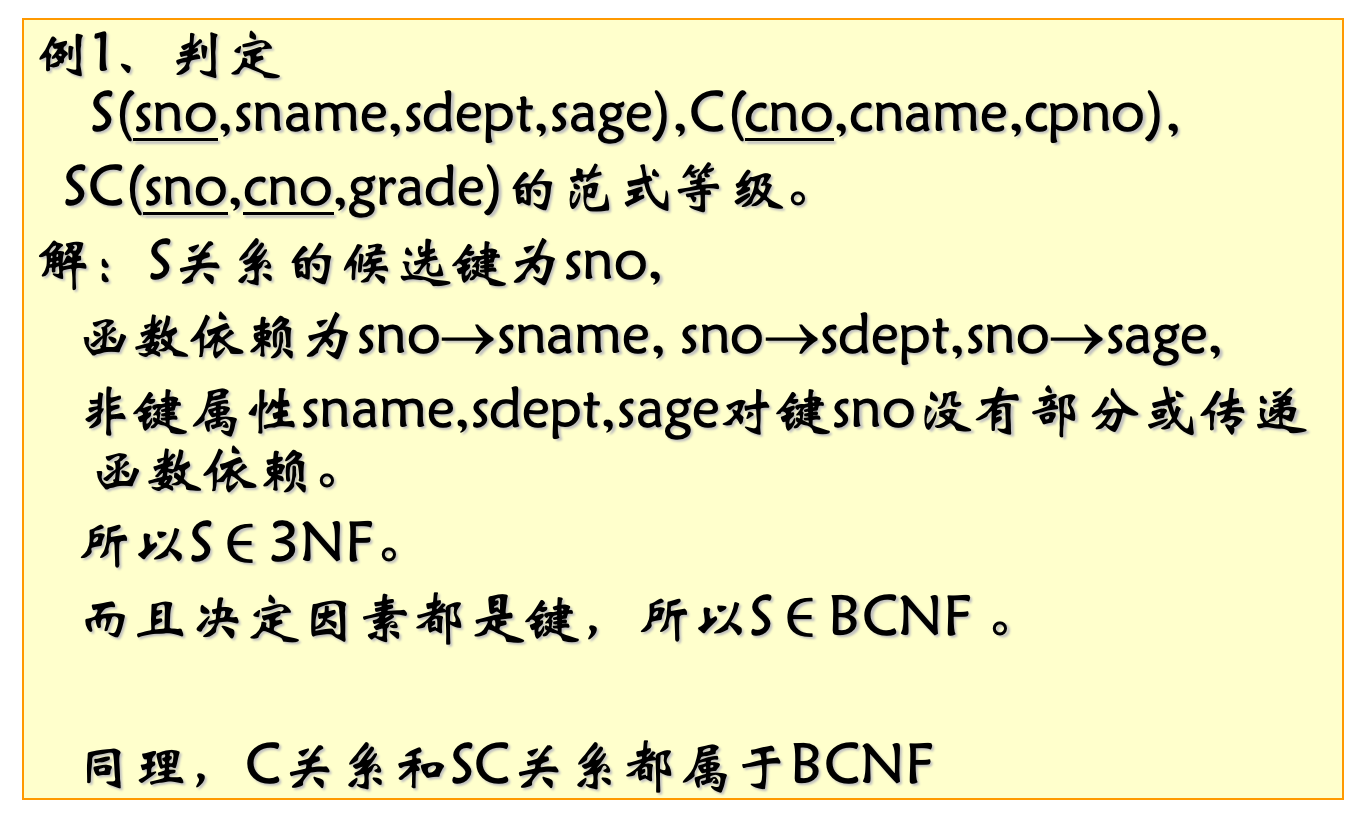 例1、判定
S(sno,sname,sdept,sage),C(cno,cname,cpno),
SC(sno,cno,grade)的范式等级。
解：S关系的候选键为sno,
函数依赖为sno→sname, sno→sdept,sno→sage,
非键属性sname,sdept,sage对键sno没有部分或传递
函数依赖。
所以S∈3NF。
而且决定因素都是键，所以S∈BCNF 。
同理，C关系和SC关系都属于BCNF